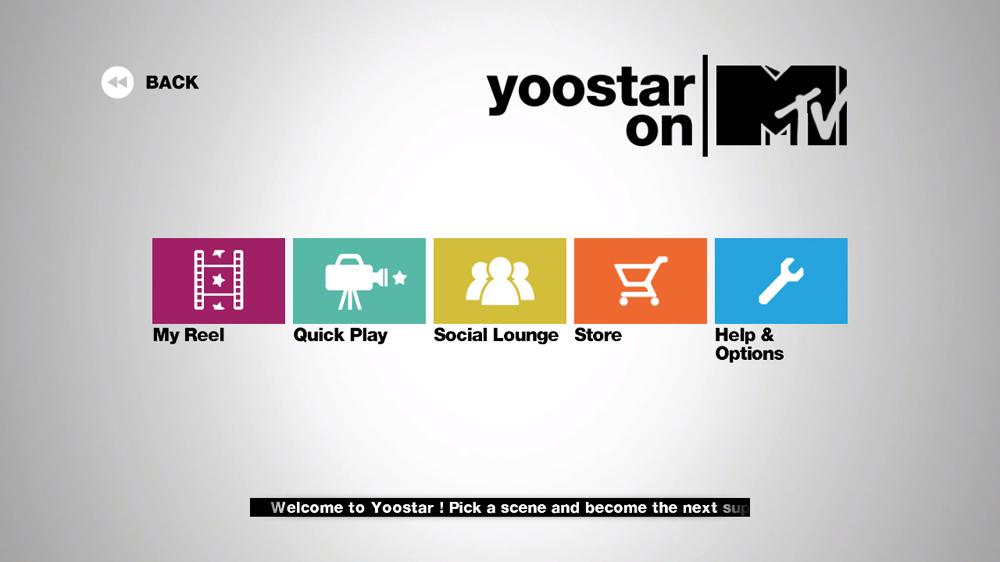 BACK
yoostar
on
MTV
My Reel
Quick Play
Social Lounge
Store
Help &
Options
Welcome to Yoostar ! Pick a scene and become the next